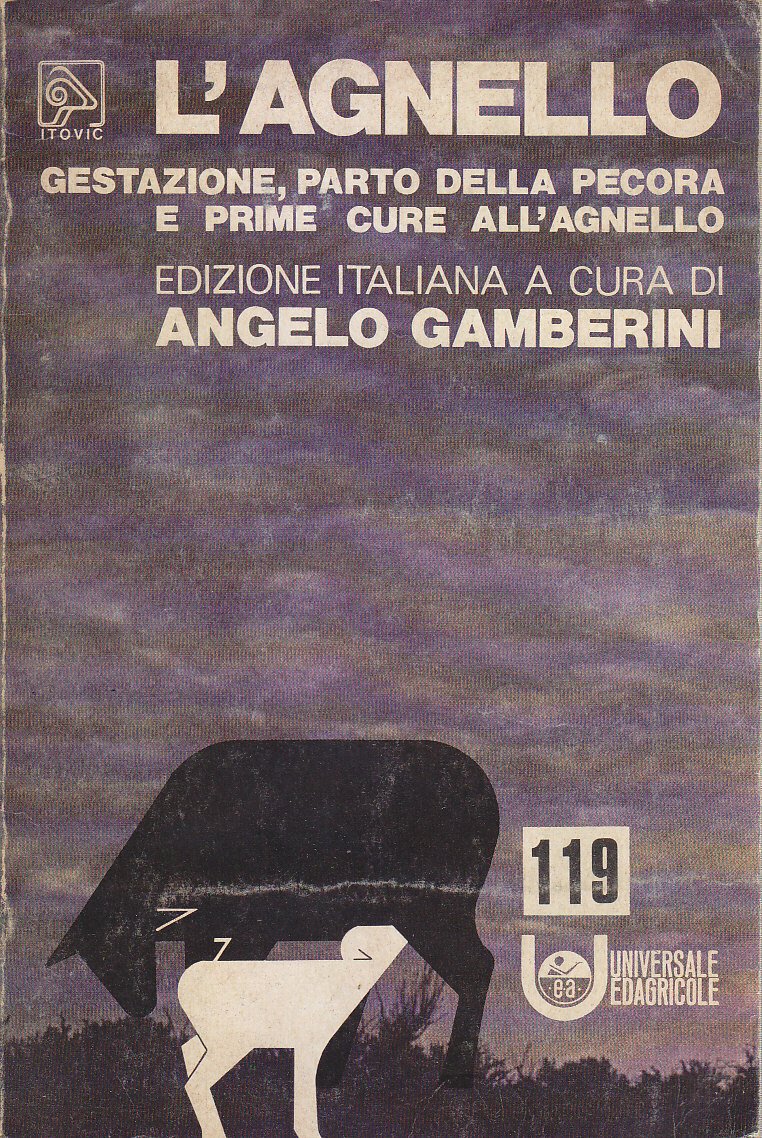 ITOVIC
L'AGNELLO
GESTAZIONE, PARTO DELLA PECORA
E PRIME CURE ALL'AGNELLO
EDIZIONE ITALIANA A CURA DI
ANGELO GAMBERINI
119
ea
UNIVERSALE
EDAGRICOLE